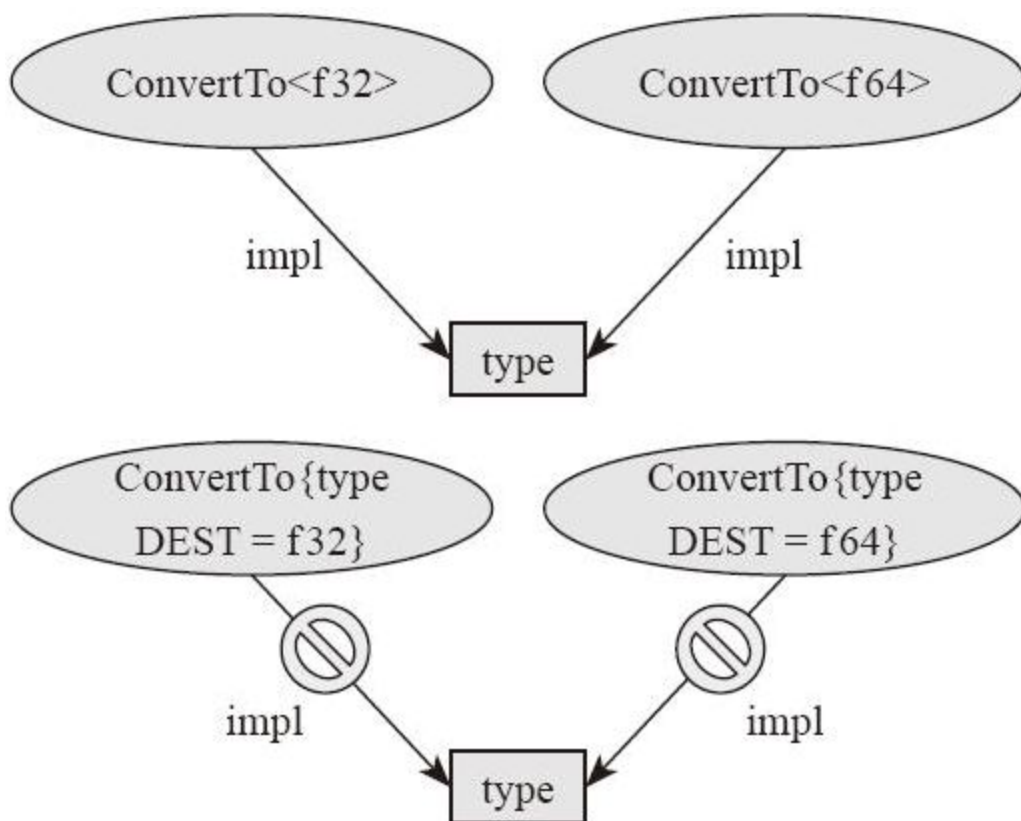 ConvertTo<f32>
ConvertTo<f64>
impl
impl
type
ConvertTo{type
DEST = f32}
ConvertTo{type
DEST = f64}
impl
impl
type